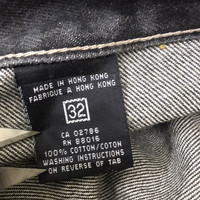 MADE IN HONG KONG
FABRIQUE A HONG KONG
32
CA 02786
RN 88016
100% COTTON/COTON
WASHING INSTRUCTIONS
ON REVERSE OF TAB